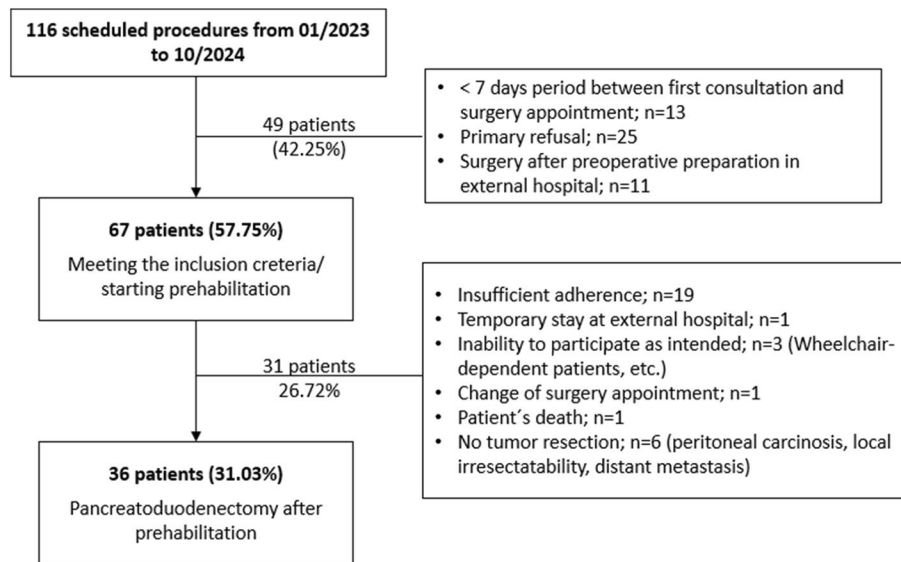 116 scheduled procedures from 01/2023
to 10/2024
• < 7 days period between first consultation and
surgery appointment; n=13
• Primary refusal; n=25
• Surgery after preoperative preparation in
external hospital; n=11
49 patients
(42.25%)
67 patients (57.75%)
Meeting the inclusion creteria/
starting prehabilitation
• Insufficient adherence; n=19
• Temporary stay at external hospital; n=1
• Inability to participate as intended; n=3 (Wheelchair-
dependent patients, etc.)
• Change of surgery appointment; n=1
• Patient´s death; n=1
• No tumor resection; n=6 (peritoneal carcinosis, local
irresectatability, distant metastasis)
31 patients
26.72%
36 patients (31.03%)
Pancreatoduodenectomy after
prehabilitation